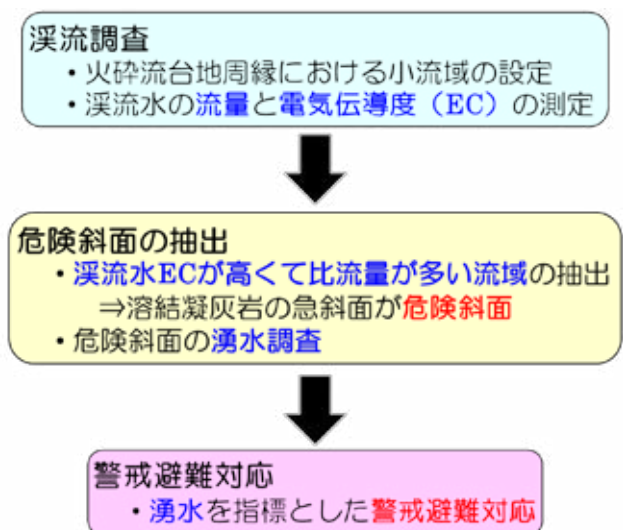 渓流調査
・火砕流台地周縁における小流域の設定
・渓流水の流量と電気伝導度（EC）の測定
危険斜面の抽出
・渓流水ECが高くて比流量が多い流域の抽出
⇒溶結凝灰岩の急斜面が危険斜面
・危険斜面の湧水調査
警戒避難対応
・湧水を指標とした警戒避難対応